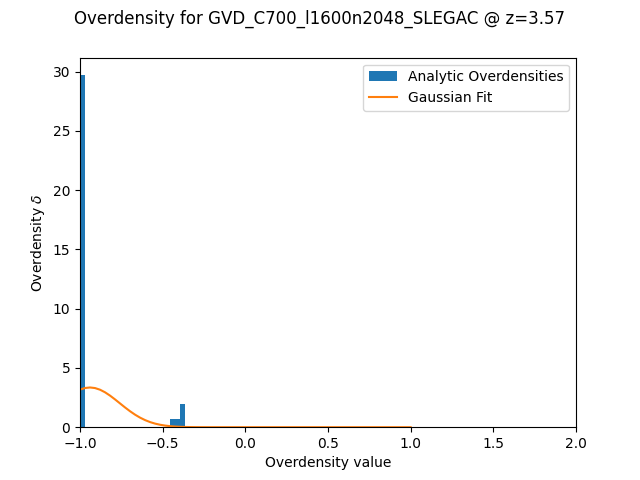 Overdensity for GVD_C700_l1600n2048_SLEGAC @ z=3.57
Analytic Overdensities
Gaussian Fit
Overdensity δ
30
25
20
15
10
5
0
−1.0 −0.5 0.0 0.5 1.0 1.5 2.0
Overdensity value